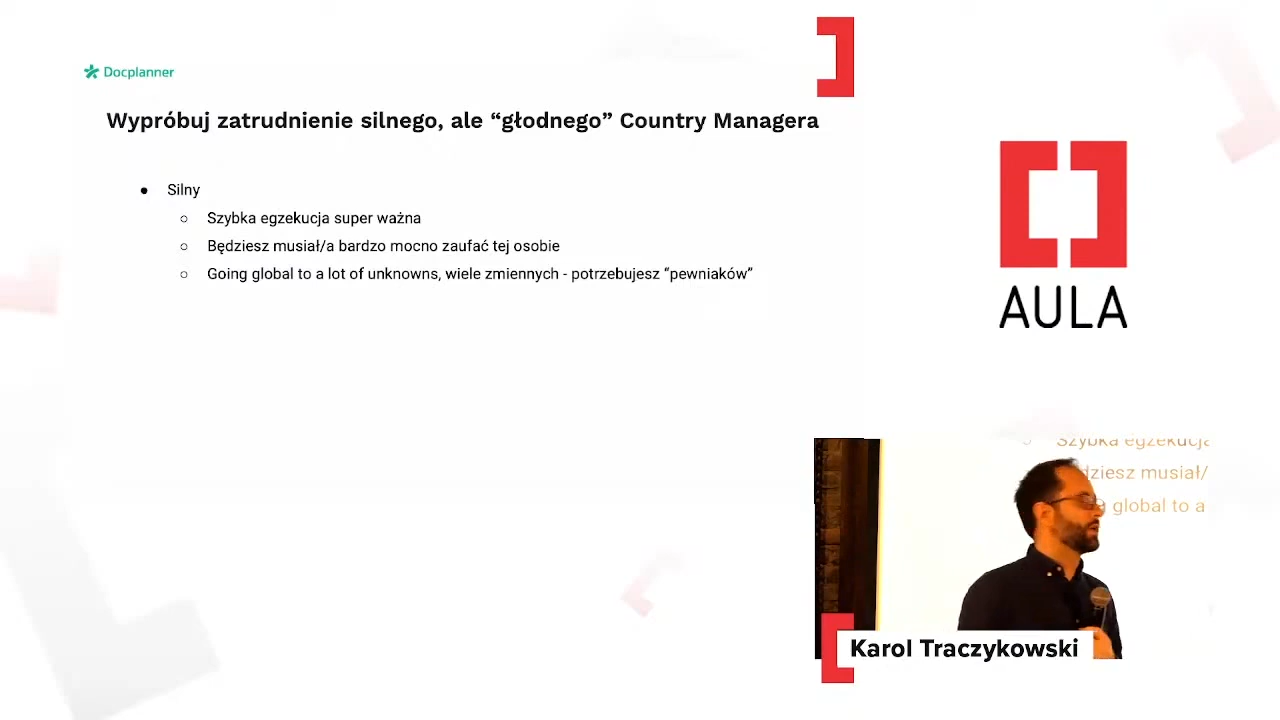 Docplanner
Wypróbuj zatrudnienie silnego, ale “głodnego” Country Managera
● Silny
○ Szybka egzekucja super ważna
○ Będziesz musiał/a bardzo mocno zaufać tej osobie
○ Going global to a lot of unknowns, wiele zmiennych - potrzebujesz “pewniaków”
AULA
Szybka egzekucja
dziesz musiał/
global to a
Karol Traczykowski